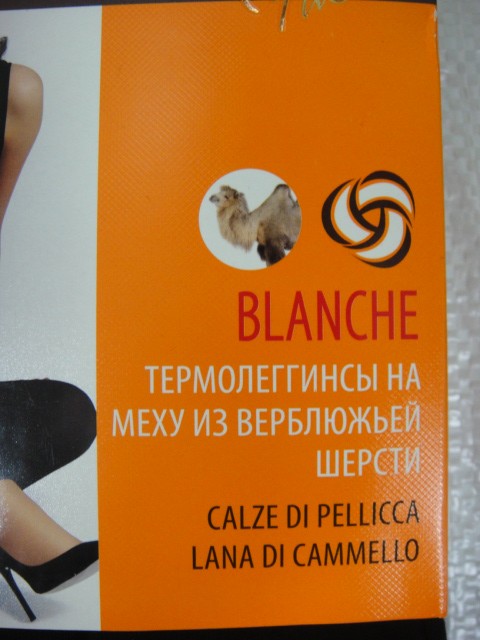 BLANCHE
ТЕРМОЛЕГГИНСЫ НА
МЕХУ ИЗ ВЕРБЛЮЖЬЕЙ
ШЕРСТИ
CALZE DI PELLICCA
LANA DI CAMMELLO